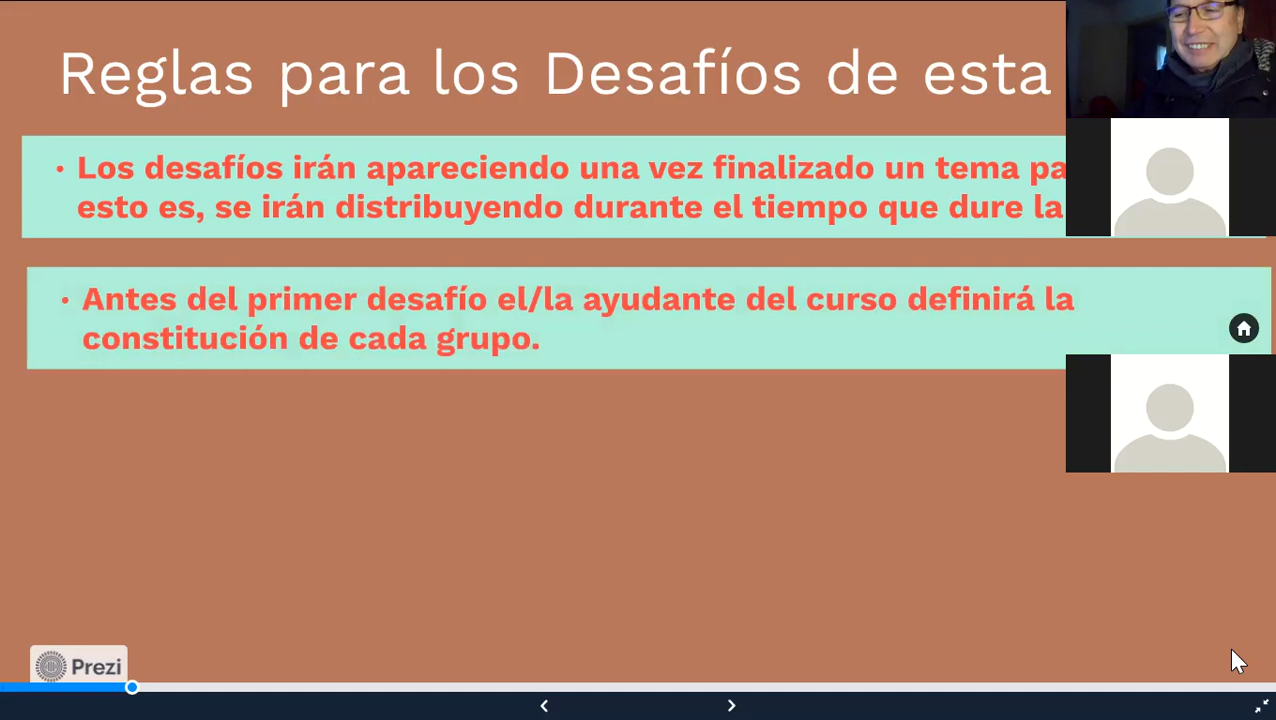 Reglas para los Desafíos de esta
• Los desafíos irán apareciendo una vez finalizado un tema
esto es, se irán distribuyendo durante el tiempo que dure la
• Antes del primer desafío el/la ayudante del curso definirá la
constitución de cada grupo.
Prezi